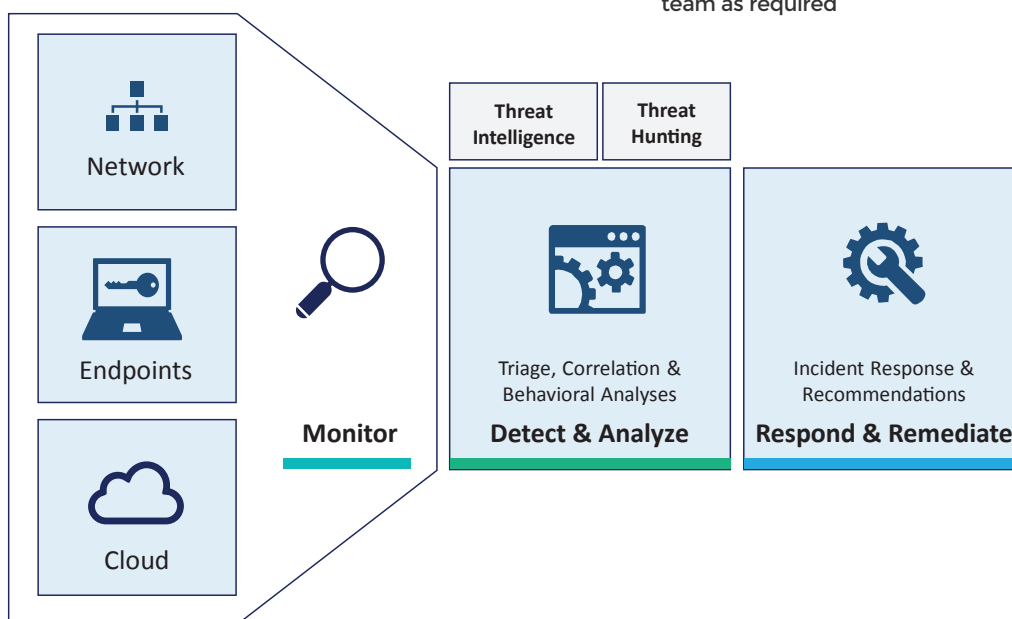 team as required
Network
Endpoints
Cloud
Monitor
Threat
Intelligence
Threat
Hunting
Triage, Correlation &
Behavioral Analyses
Detect & Analyze
Incident Response &
Recommendations
Respond & Remediate